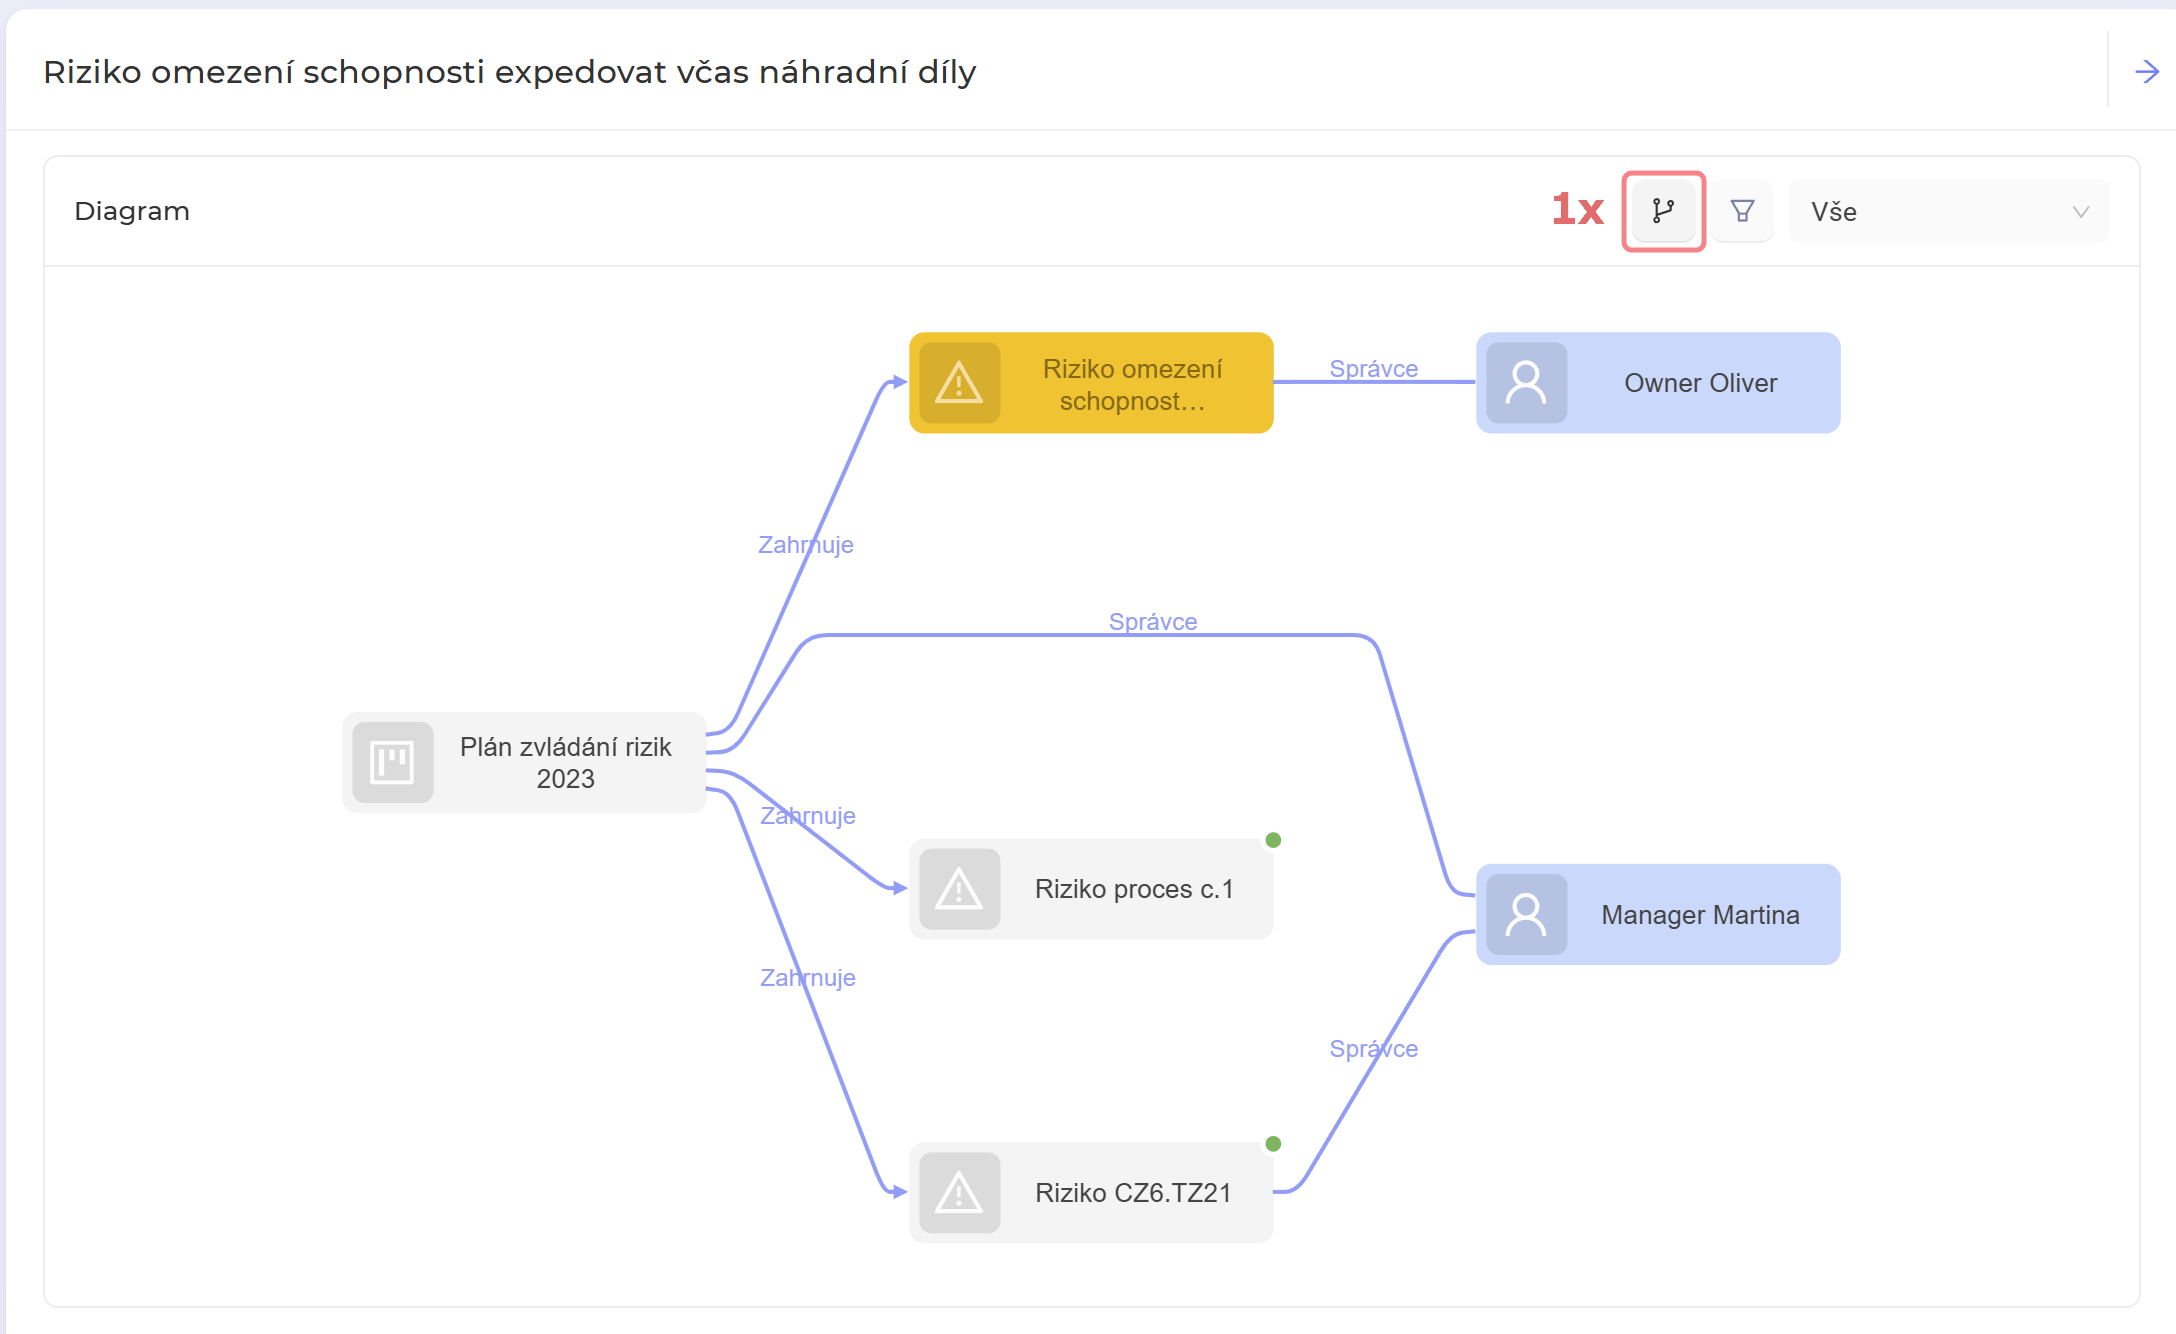 Riziko omezení schopnosti expedovat včas náhradní díly
Diagram
1x
Vše
Riziko omezení
schopnost...
Správce
Owner Oliver
Zahrnuje
Správce
Plán zvládání rizik
2023
Zahrnuje
Riziko proces c.1
Manager Martina
Zahrnuje
Správce
Riziko CZ6.TZ21